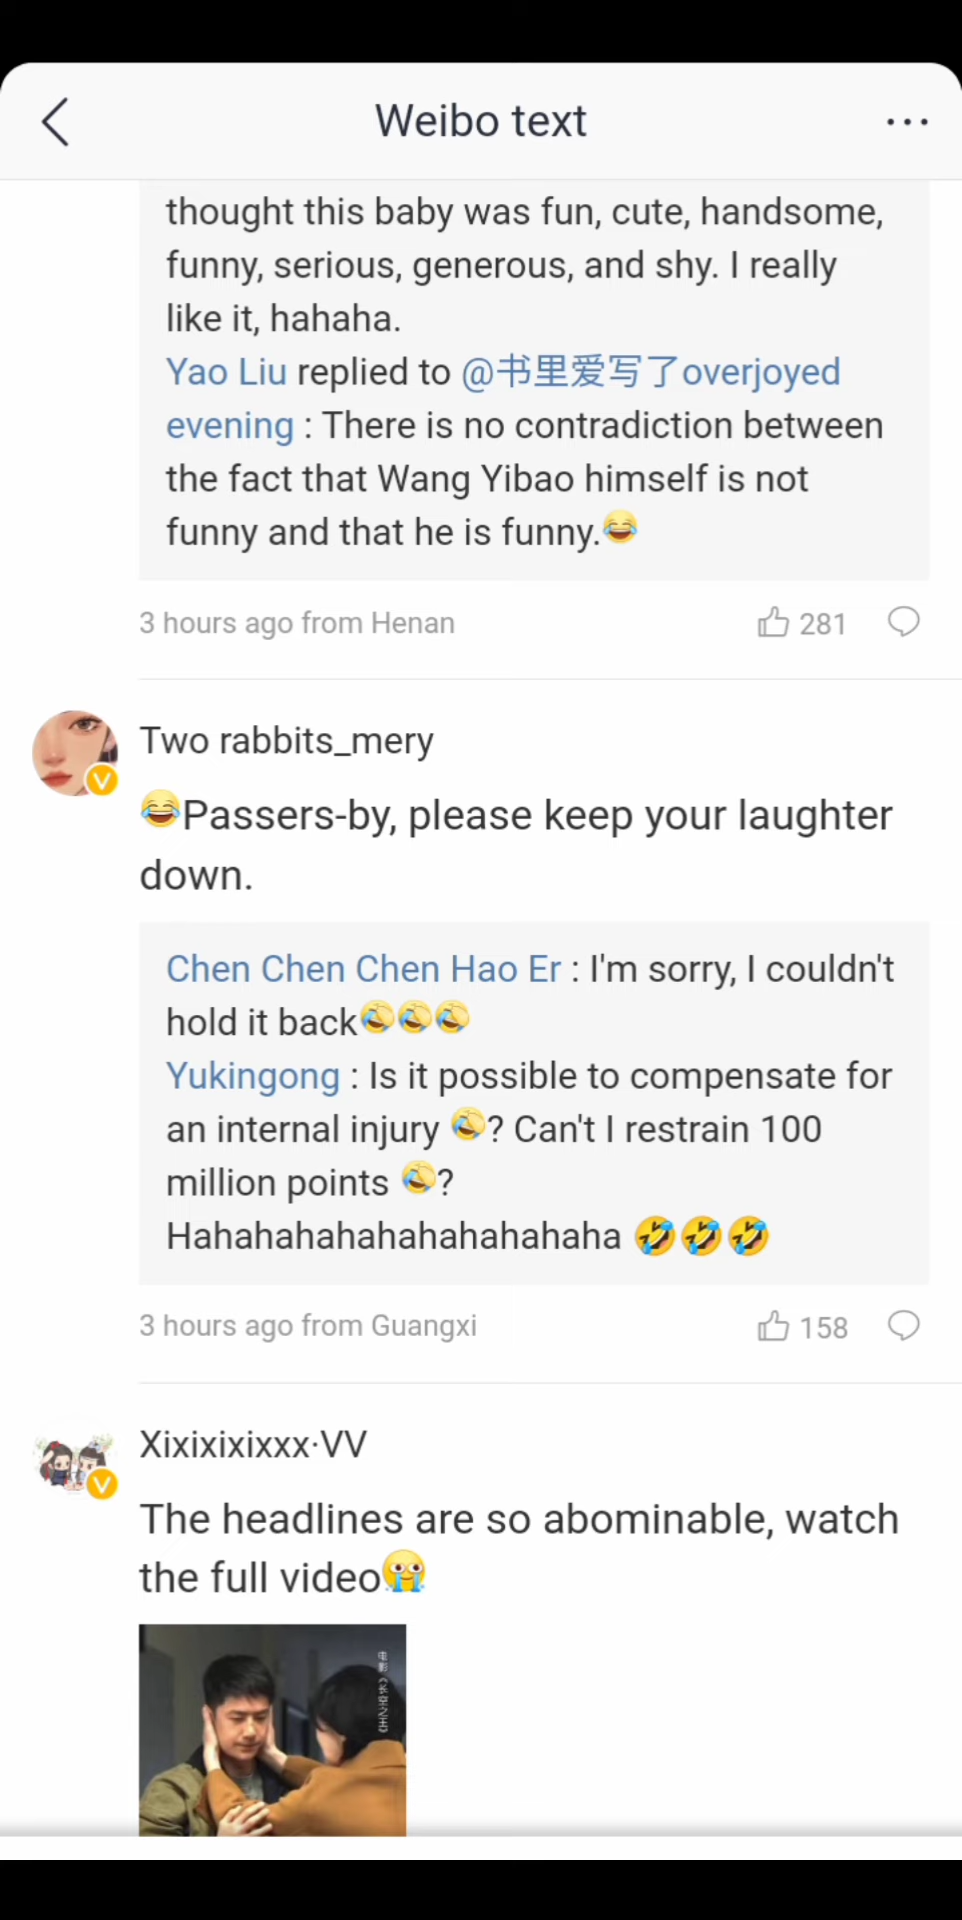 Weibo text
thought this baby was fun, cute, handsome,
funny, serious, generous, and shy. I really
like it, hahaha.
Yao Liu replied to @书里爱写了overjoyed
evening : There is no contradiction between
the fact that Wang Yibao himself is not
funny and that he is funny.😂
3 hours ago from Henan
281
Two rabbits_mery
😂Passers-by, please keep your laughter
down.
Chen Chen Chen Hao Er : I'm sorry, I couldn't
hold it back🤣🤣🤣
Yukingong : Is it possible to compensate for
an internal injury 🤣? Can't I restrain 100
million points 🤣?
Hahahahahahahahahahaha 🤣🤣🤣
3 hours ago from Guangxi
158
Xixixixixxx·VV
The headlines are so abominable, watch
the full video😭